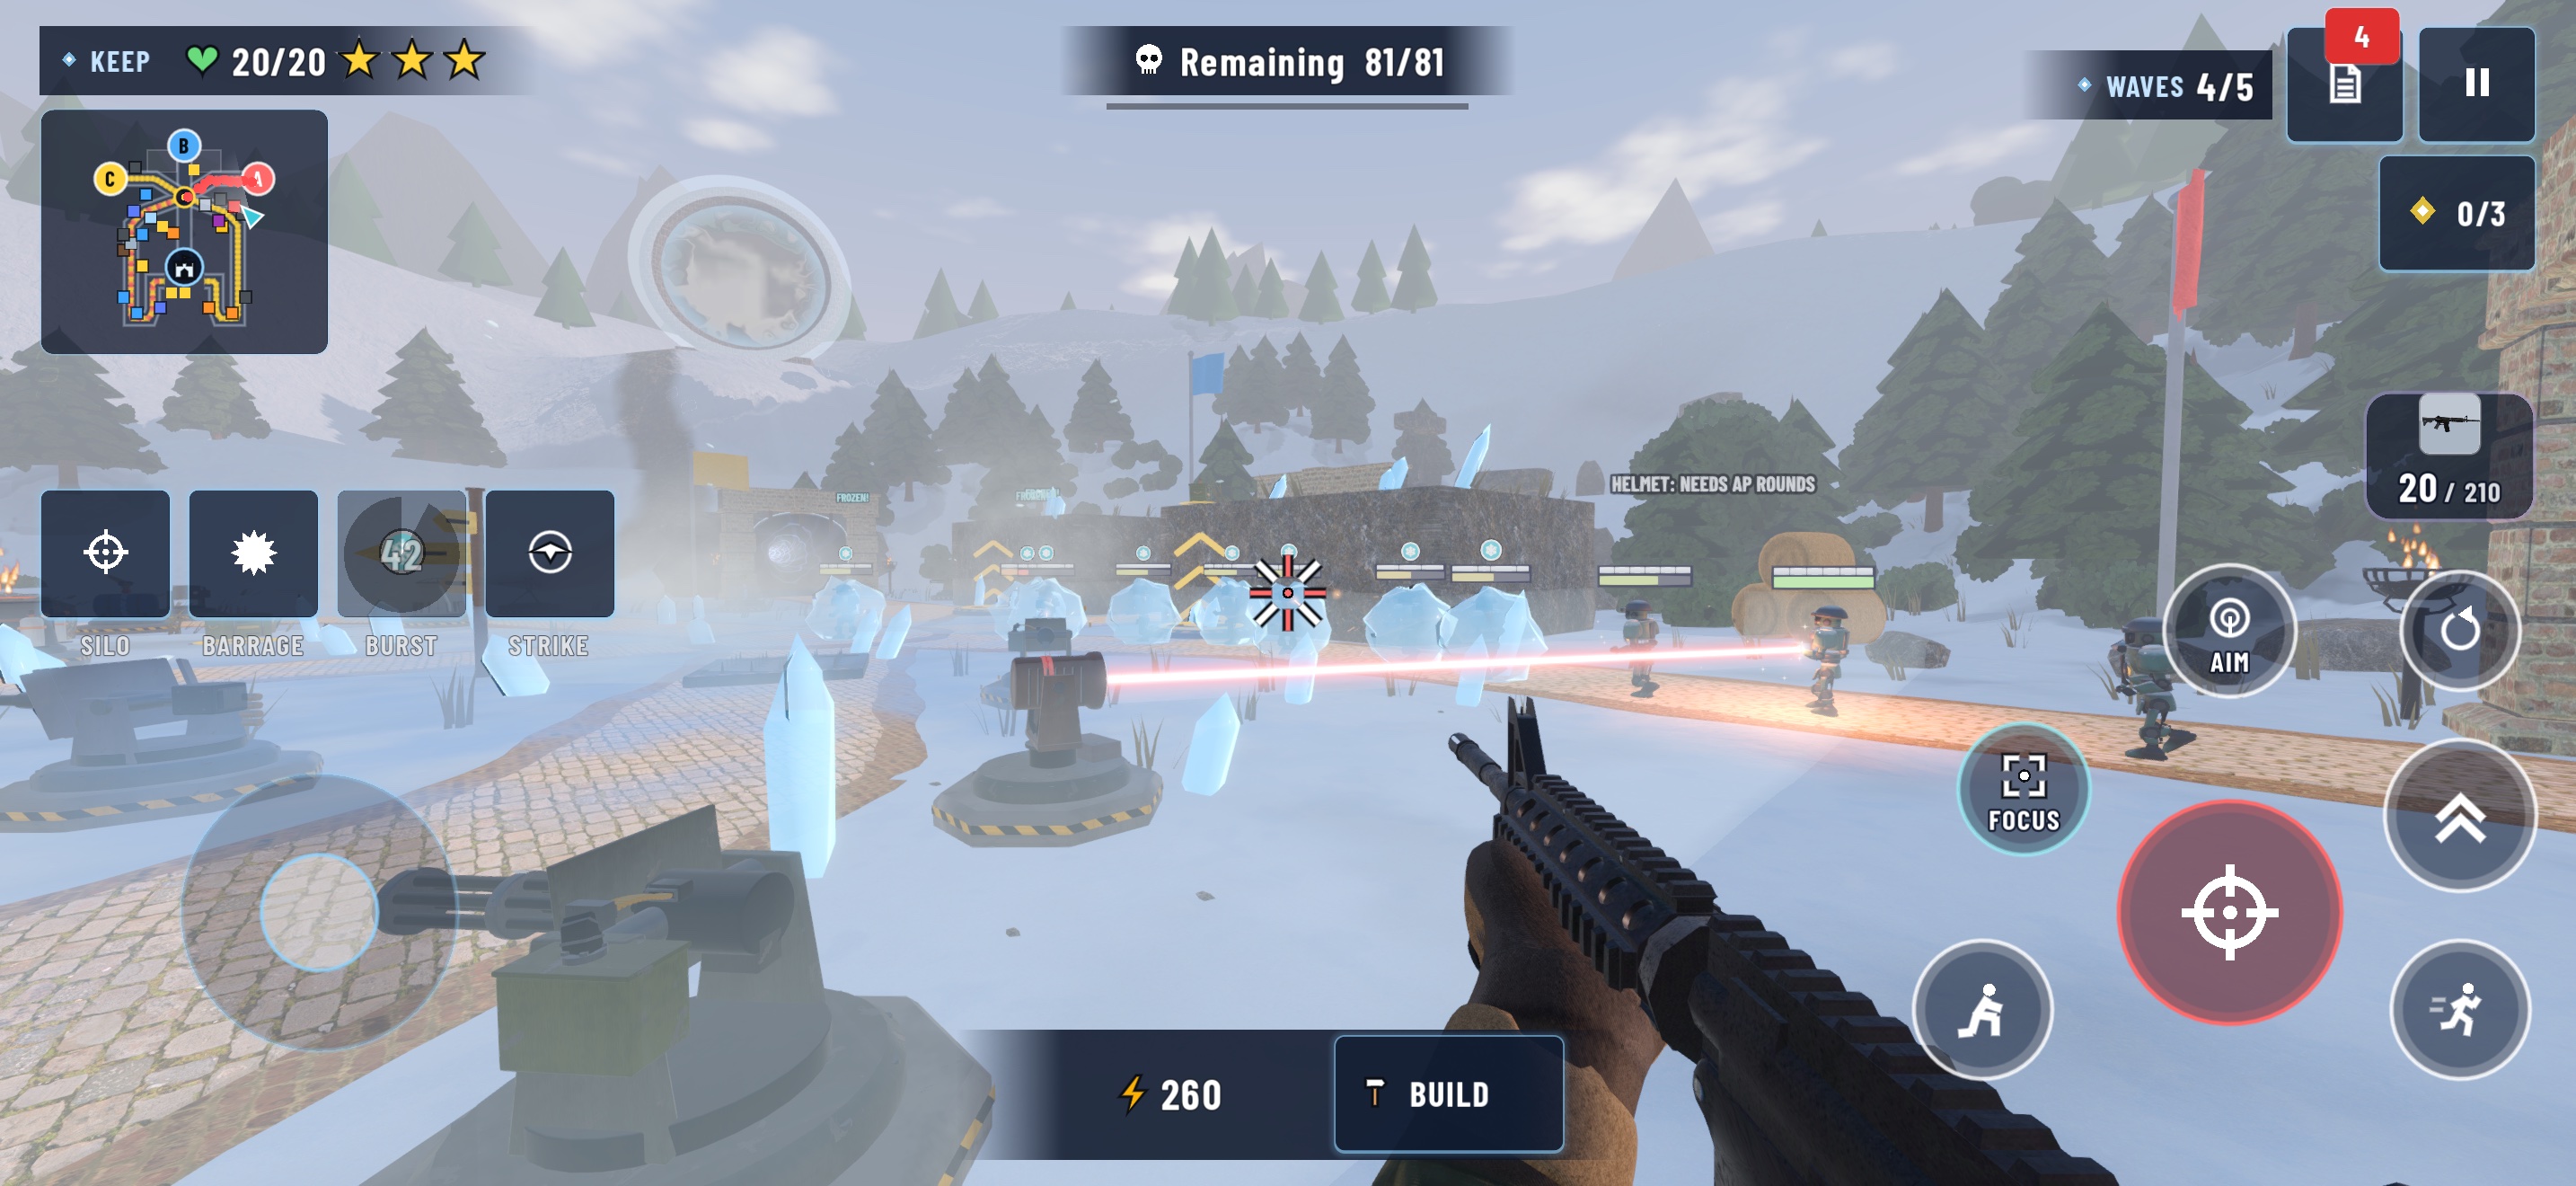 KEEP 20/20
Remaining 81/81
WAVES 4/5
4
0/3
B
C
A
20 / 210
HELMET: NEEDS AP ROUNDS
FROZEN!
42
SILO
BARRAGE
BURST
STRIKE
AIM
FOCUS
260
BUILD